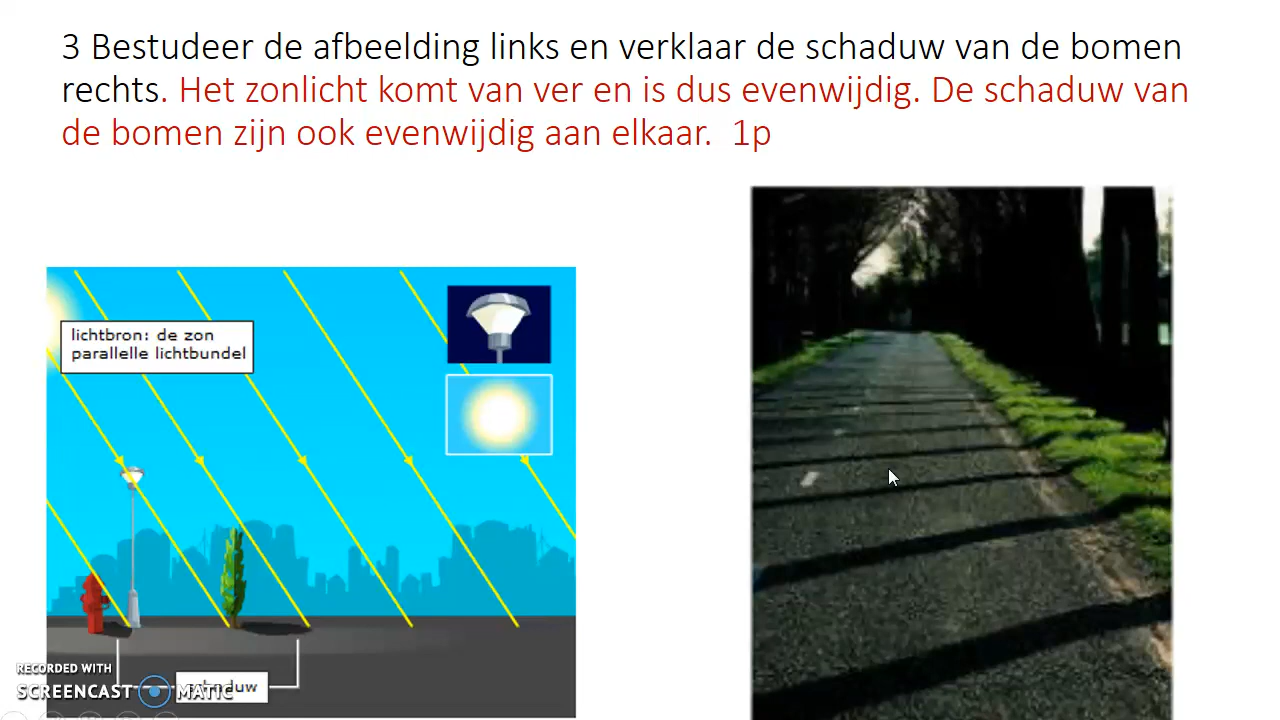 3 Bestudeer de afbeelding links en verklaar de schaduw van de bomen
rechts. Het zonlicht komt van ver en is dus evenwijdig. De schaduw van
de bomen zijn ook evenwijdig aan elkaar. 1p
lichtbron: de zon
parallelle lichtbundel
RECORDED WITH
SCREENCAST MATIC